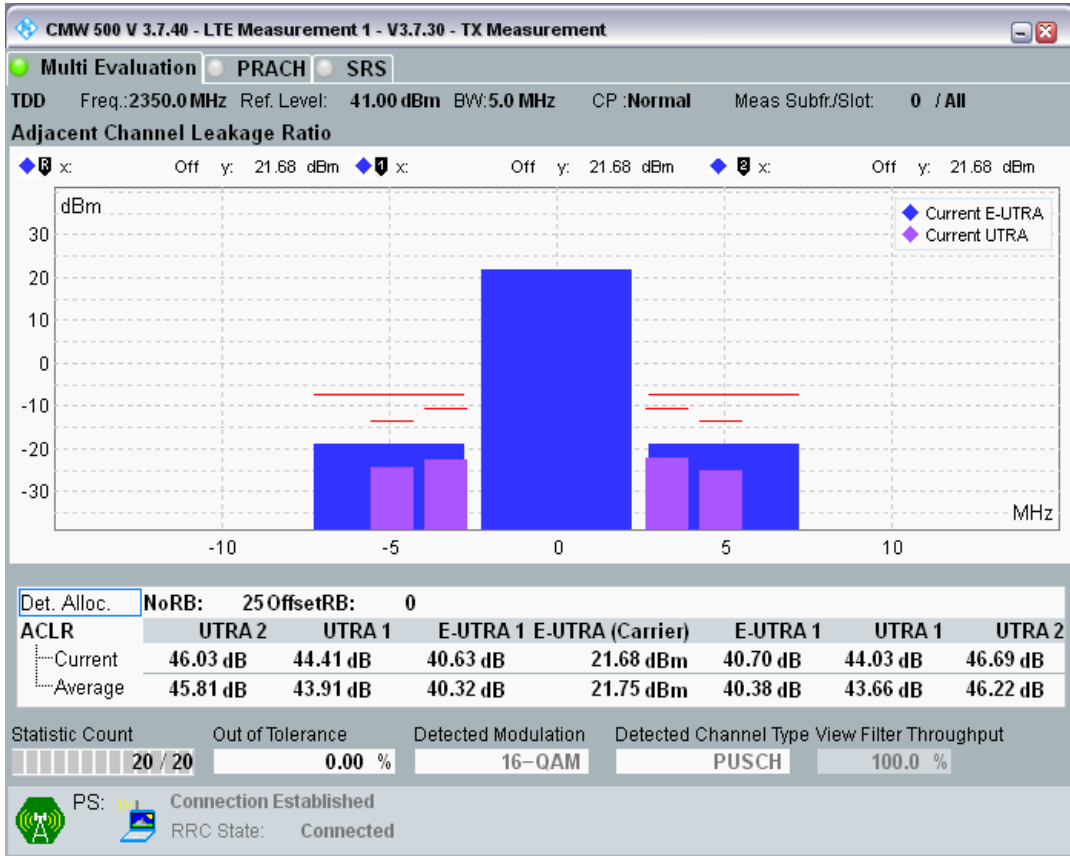 CMW 500 V 3.7.40 - LTE Measurement 1 - V3.7.30 - TX Measurement
Multi Evaluation PRACH SRS
TDD Freq.:2350.0 MHz Ref. Level: 41.00 dBm BW:5.0 MHz CP :Normal Meas Subfr./Slot: 0 / All
Adjacent Channel Leakage Ratio
R x: Off y: 21.68 dBm 1 x: Off y: 21.68 dBm 2 x: Off y: 21.68 dBm
dBm
Current E-UTRA
Current UTRA
30
20
10
0
-10
-20
-30
MHz
-10 -5 0 5 10
Det. Alloc. NoRB: 25 OffsetRB: 0
ACLR UTRA 2 UTRA 1 E-UTRA 1 E-UTRA (Carrier) E-UTRA 1 UTRA 1 UTRA 2
Current 46.03 dB 44.41 dB 40.63 dB 21.68 dBm 40.70 dB 44.03 dB 46.69 dB
Average 45.81 dB 43.91 dB 40.32 dB 21.75 dBm 40.38 dB 43.66 dB 46.22 dB
Statistic Count Out of Tolerance Detected Modulation Detected Channel Type View Filter Throughput
20 / 20 0.00 % 16-QAM PUSCH 100.0 %
PS: Connection Established
RRC State: Connected